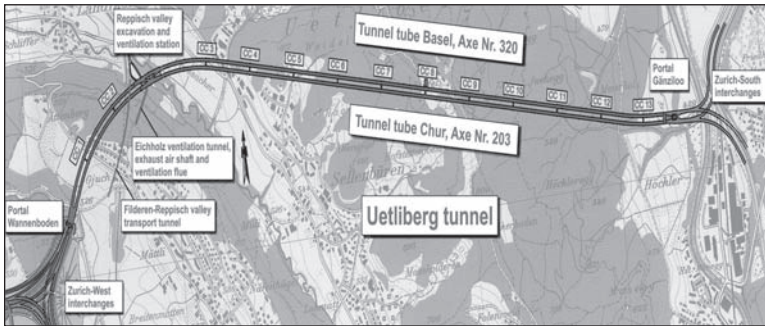 Reppisch valley
excavation and
ventilation station
Tunnel tube Basel, Axe Nr. 320
Portal
Gänziloo
Zurich-South
interchanges
CC 1
CC 2
CC 3
CC 4
CC 5
CC 6
CC 7
CC 8
CC 9
CC 10
CC 11
CC 12
CC 13
Tunnel tube Chur, Axe Nr. 203
Eichholz ventilation tunnel,
exhaust air shaft and
ventilation flue
Filderen-Reppisch valley
transport tunnel
Portal
Wannenboden
Zurich-West
interchanges
Uetliberg tunnel
Sellenbüren
Höchler
Breitenmatten